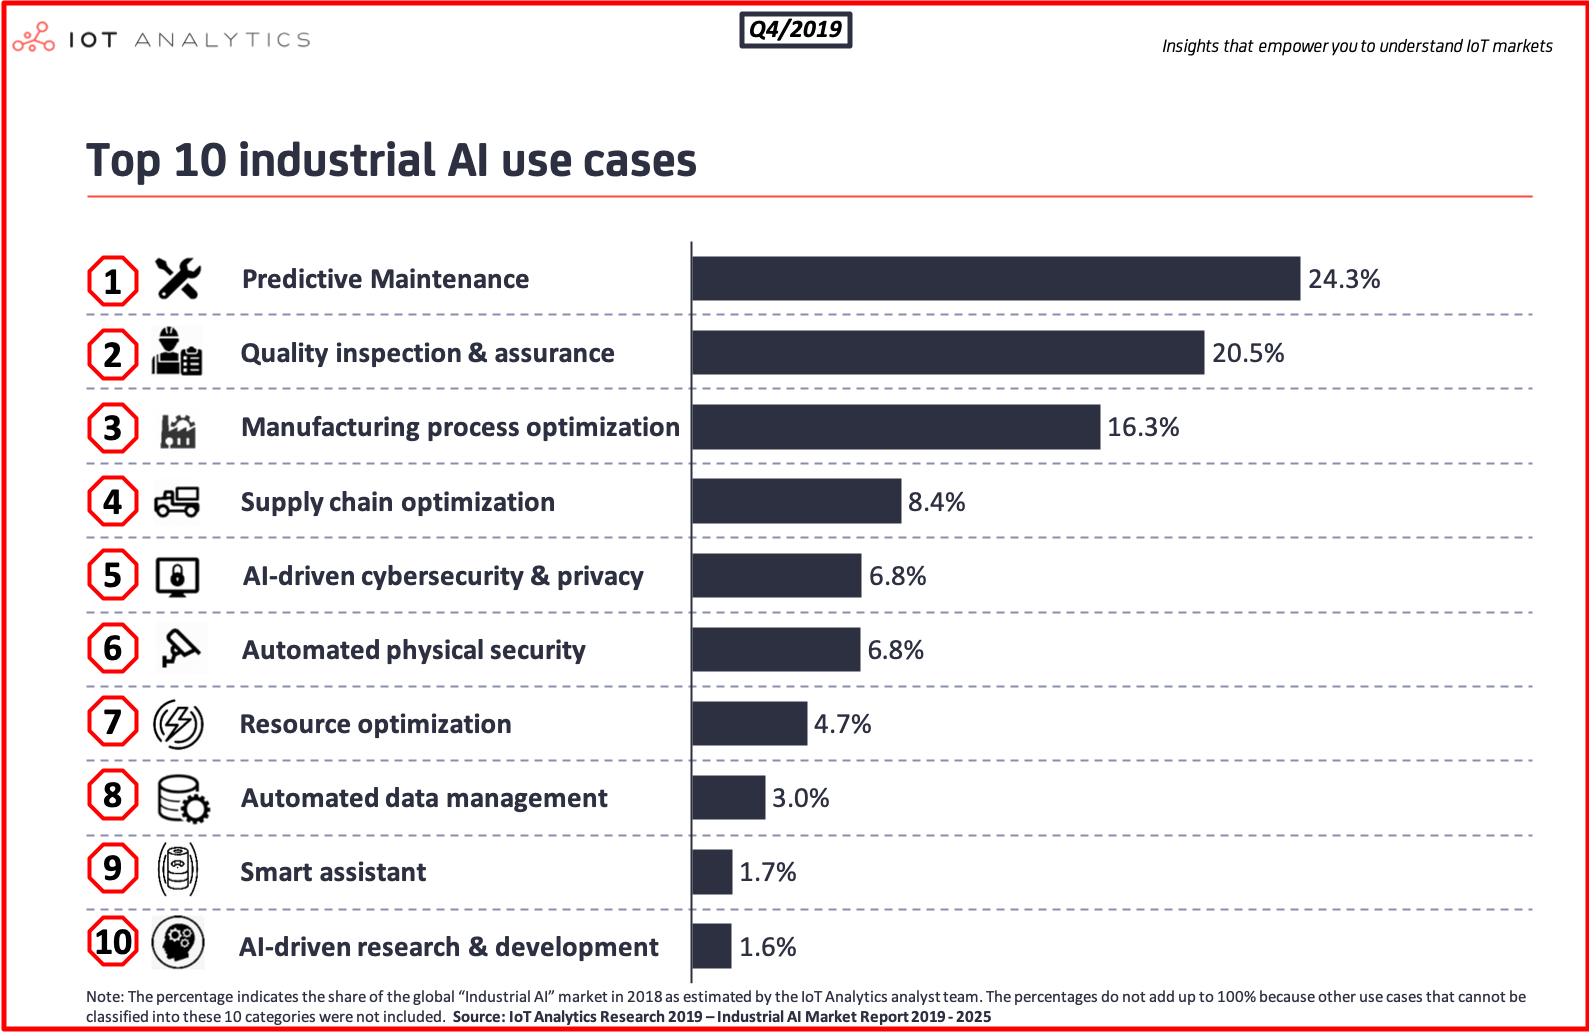 IOT ANALYTICS
Q4/2019
Insights that empower you to understand IoT markets
Top 10 industrial AI use cases
1 Predictive Maintenance 24.3%
2 Quality inspection & assurance 20.5%
3 Manufacturing process optimization 16.3%
4 Supply chain optimization 8.4%
5 AI-driven cybersecurity & privacy 6.8%
6 Automated physical security 6.8%
7 Resource optimization 4.7%
8 Automated data management 3.0%
9 Smart assistant 1.7%
10 AI-driven research & development 1.6%
Note: The percentage indicates the share of the global “Industrial AI” market in 2018 as estimated by the IoT Analytics analyst team. The percentages do not add up to 100% because other use cases that cannot be
classified into these 10 categories were not included. Source: IoT Analytics Research 2019 – Industrial AI Market Report 2019 - 2025